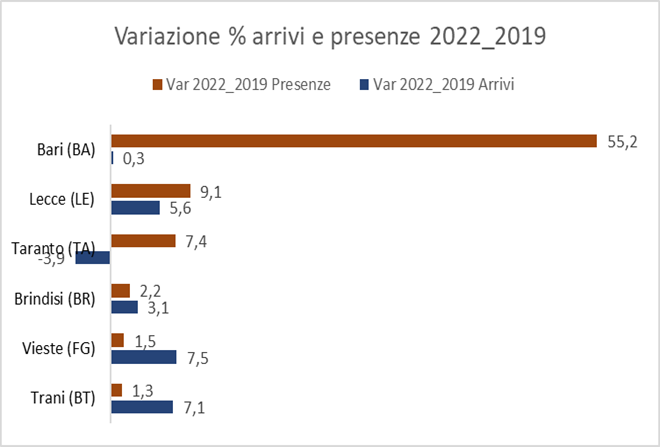 Variazione % arrivi e presenze 2022_2019
Var 2022_2019 Presenze Var 2022_2019 Arrivi
Bari (BA) 55,2
0,3
Lecce (LE) 9,1
5,6
Taranto (TA) 7,4
-3,9
Brindisi (BR) 2,2
3,1
Vieste (FG) 1,5
7,5
Trani (BT) 1,3
7,1